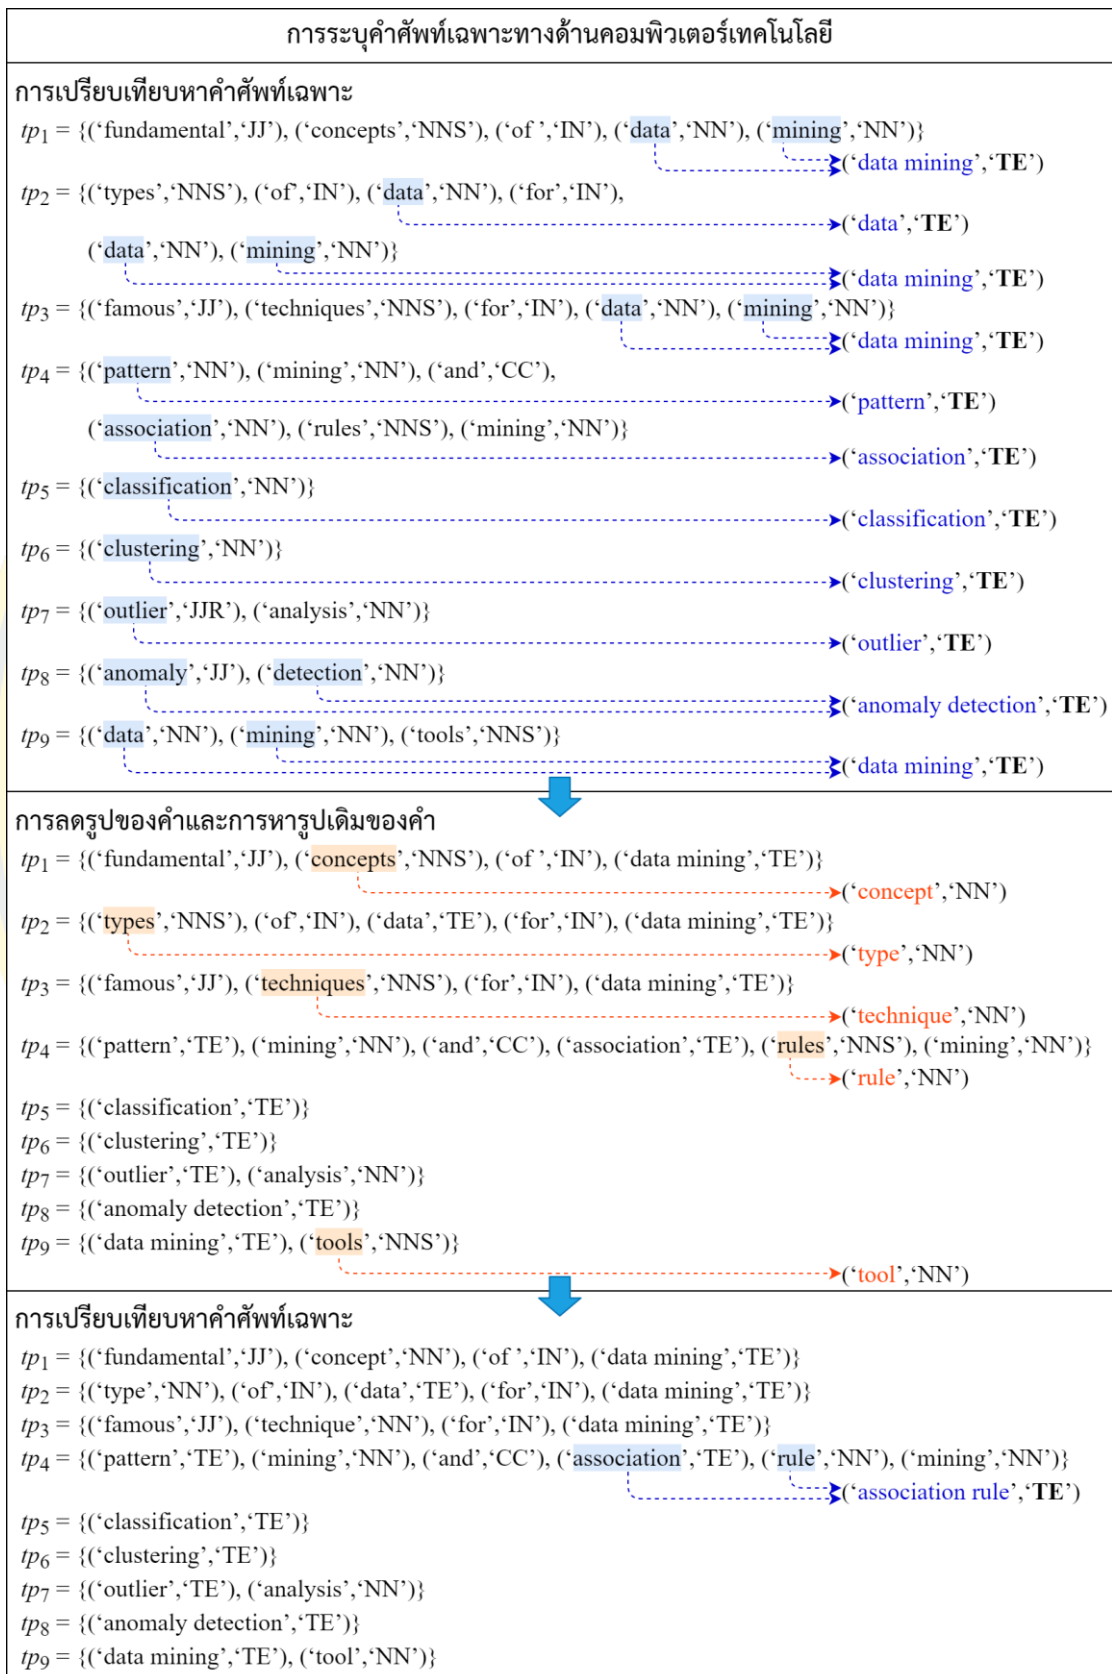 การระบุคำศัพท์เฉพาะทางด้านคอมพิวเตอร์เทคโนโลยี
การเปรียบเทียบหาคำศัพท์เฉพาะ
tp1 = {(‘fundamental’,‘JJ’), (‘concepts’,‘NNS’), (‘of ’,‘IN’), (‘data’,‘NN’), (‘mining’,‘NN’)}
(‘data mining’,‘TE’)
tp2 = {(‘types’,‘NNS’), (‘of’,‘IN’), (‘data’,‘NN’), (‘for’,‘IN’),
(‘data’,‘TE’)
(‘data’,‘NN’), (‘mining’,‘NN’)}
(‘data mining’,‘TE’)
tp3 = {(‘famous’,‘JJ’), (‘techniques’,‘NNS’), (‘for’,‘IN’), (‘data’,‘NN’), (‘mining’,‘NN’)}
(‘data mining’,‘TE’)
tp4 = {(‘pattern’,‘NN’), (‘mining’,‘NN’), (‘and’,‘CC’),
(‘pattern’,‘TE’)
(‘association’,‘NN’), (‘rules’,‘NNS’), (‘mining’,‘NN’)}
(‘association’,‘TE’)
tp5 = {(‘classification’,‘NN’)}
(‘classification’,‘TE’)
tp6 = {(‘clustering’,‘NN’)}
(‘clustering’,‘TE’)
tp7 = {(‘outlier’,‘JJR’), (‘analysis’,‘NN’)}
(‘outlier’,‘TE’)
tp8 = {(‘anomaly’,‘JJ’), (‘detection’,‘NN’)}
(‘anomaly detection’,‘TE’)
tp9 = {(‘data’,‘NN’), (‘mining’,‘NN’), (‘tools’,‘NNS’)}
(‘data mining’,‘TE’)
การลดรูปของคำและการหารูปเดิมของคำ
tp1 = {(‘fundamental’,‘JJ’), (‘concepts’,‘NNS’), (‘of ’,‘IN’), (‘data mining’,‘TE’)}
(‘concept’,‘NN’)
tp2 = {(‘types’,‘NNS’), (‘of’,‘IN’), (‘data’,‘TE’), (‘for’,‘IN’), (‘data mining’,‘TE’)}
(‘type’,‘NN’)
tp3 = {(‘famous’,‘JJ’), (‘techniques’,‘NNS’), (‘for’,‘IN’), (‘data mining’,‘TE’)}
(‘technique’,‘NN’)
tp4 = {(‘pattern’,‘TE’), (‘mining’,‘NN’), (‘and’,‘CC’), (‘association’,‘TE’), (‘rules’,‘NNS’), (‘mining’,‘NN’)}
(‘rule’,‘NN’)
tp5 = {(‘classification’,‘TE’)}
tp6 = {(‘clustering’,‘TE’)}
tp7 = {(‘outlier’,‘TE’), (‘analysis’,‘NN’)}
tp8 = {(‘anomaly detection’,‘TE’)}
tp9 = {(‘data mining’,‘TE’), (‘tools’,‘NNS’)}
(‘tool’,‘NN’)
การเปรียบเทียบหาคำศัพท์เฉพาะ
tp1 = {(‘fundamental’,‘JJ’), (‘concept’,‘NN’), (‘of ’,‘IN’), (‘data mining’,‘TE’)}
tp2 = {(‘type’,‘NN’), (‘of’,‘IN’), (‘data’,‘TE’), (‘for’,‘IN’), (‘data mining’,‘TE’)}
tp3 = {(‘famous’,‘JJ’), (‘technique’,‘NN’), (‘for’,‘IN’), (‘data mining’,‘TE’)}
tp4 = {(‘pattern’,‘TE’), (‘mining’,‘NN’), (‘and’,‘CC’), (‘association’,‘TE’), (‘rule’,‘NN’), (‘mining’,‘NN’)}
(‘association rule’,‘TE’)
tp5 = {(‘classification’,‘TE’)}
tp6 = {(‘clustering’,‘TE’)}
tp7 = {(‘outlier’,‘TE’), (‘analysis’,‘NN’)}
tp8 = {(‘anomaly detection’,‘TE’)}
tp9 = {(‘data mining’,‘TE’), (‘tool’,‘NN’)}